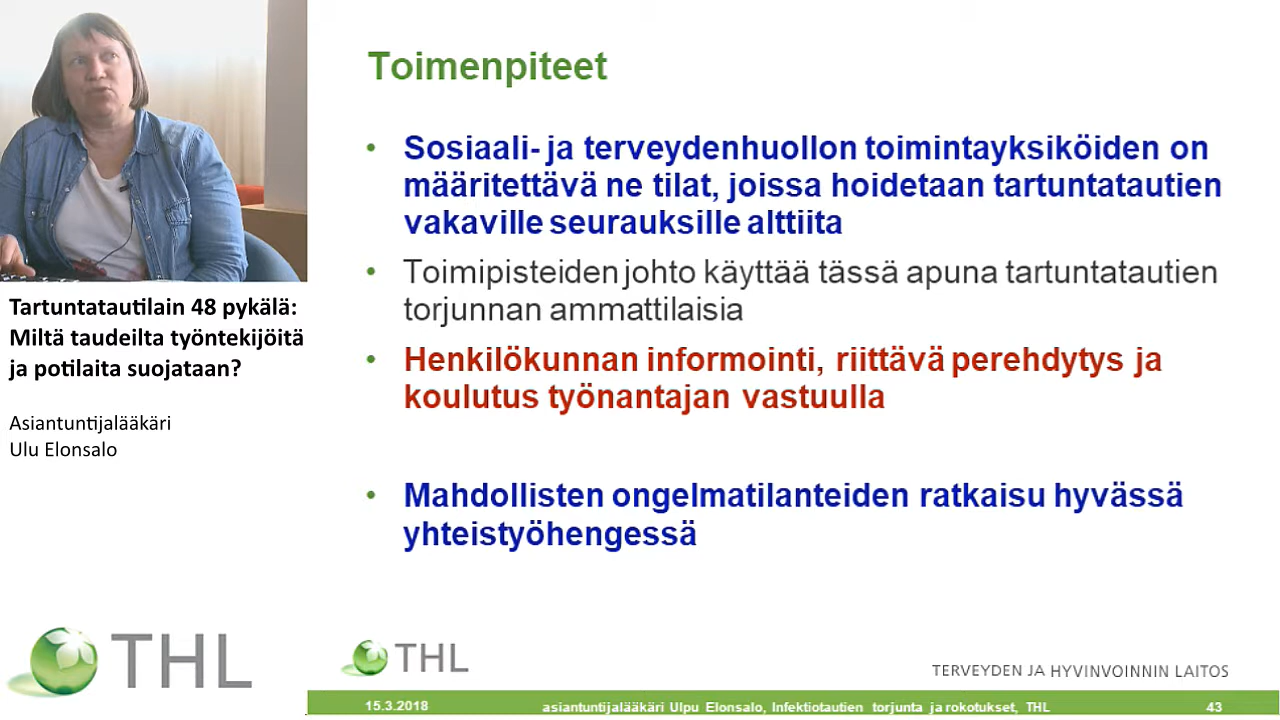 Tartuntatautilain 48 pykälä:
Miltä taudeilta työntekijöitä
ja potilaita suojataan?
Asiantuntijalääkäri
Ulu Elonsalo
THL
Toimenpiteet
• Sosiaali- ja terveydenhuollon toimintayksiköiden on
määritettävä ne tilat, joissa hoidetaan tartuntatautien
vakaville seurauksille alttiita
• Toimipisteiden johto käyttää tässä apuna tartuntatautien
torjunnan ammattilaisia
• Henkilökunnan informointi, riittävä perehdytys ja
koulutus työnantajan vastuulla
• Mahdollisten ongelmatilanteiden ratkaisu hyvässä
yhteistyöhengessä
THL
TERVEYDEN JA HYVINVOINNIN LAITOS
15.3.2018 asiantuntijalääkäri Ulpu Elonsalo, Infektiotautien torjunta ja rokotukset, THL 43